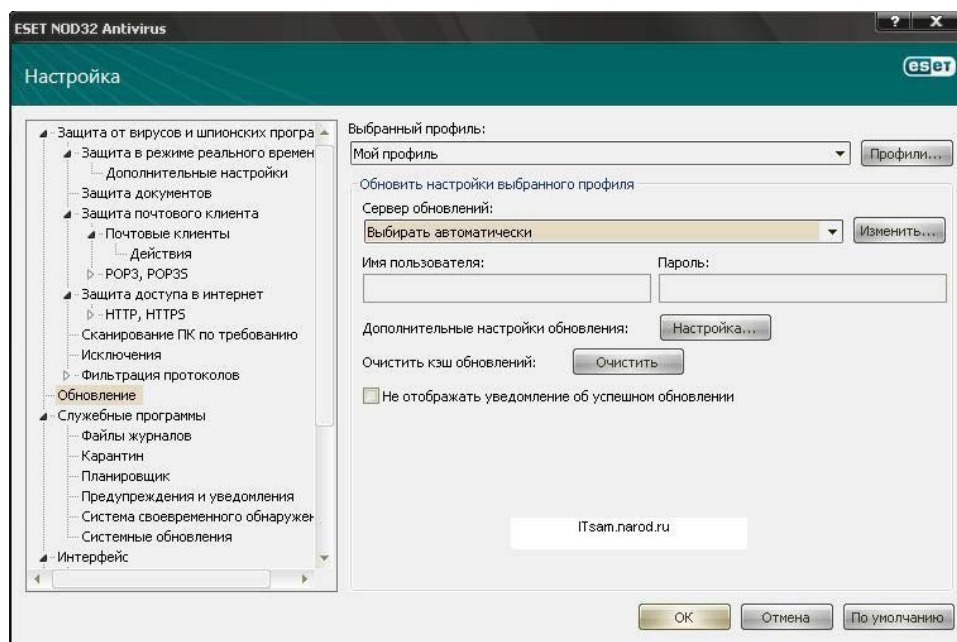 ESET NOD32 Antivirus
? X
Настройка
eset
Защита от вирусов и шпионских програ
Защита в режиме реального времен
Дополнительные настройки
Защита документов
Защита почтового клиента
Почтовые клиенты
Действия
POP3, POP3S
Защита доступа в интернет
HTTP, HTTPS
Сканирование ПК по требованию
Исключения
Фильтрация протоколов
Обновление
Служебные программы
Файлы журналов
Карантин
Планировщик
Предупреждения и уведомления
Система своевременного обнаружен
Системные обновления
Интерфейс
Выбранный профиль:
Мой профиль
Профили...
Обновить настройки выбранного профиля
Сервер обновлений:
Выбирать автоматически
Изменить...
Имя пользователя:
Пароль:
Дополнительные настройки обновления:
Настройка...
Очистить кэш обновлений:
Очистить
Не отображать уведомление об успешном обновлении
ITsam.narod.ru
OK
Отмена
По умолчанию